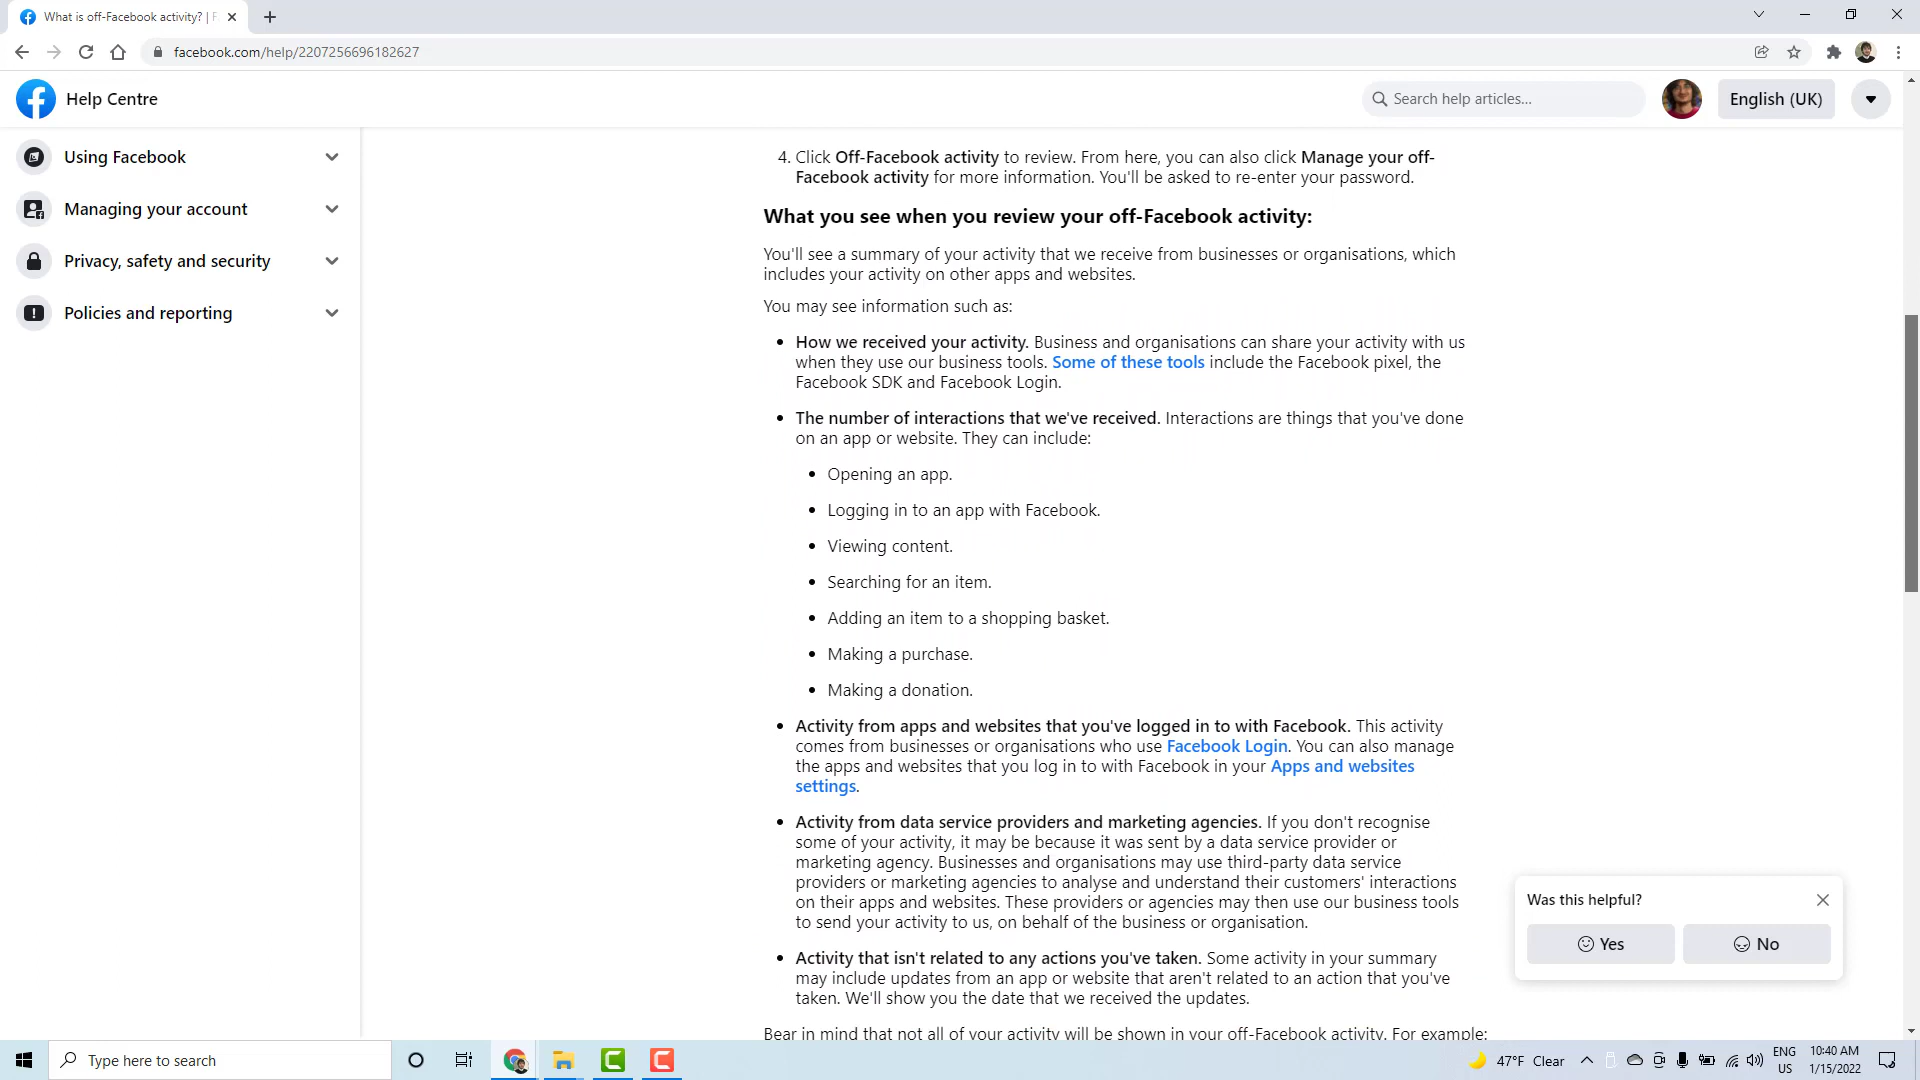 What is off-Facebook activity? | F
facebook.com/help/2207256696182627
Help Centre
Search help articles...
English (UK)
Using Facebook
Managing your account
Privacy, safety and security
Policies and reporting
4. Click Off-Facebook activity to review. From here, you can also click Manage your off-
Facebook activity for more information. You'll be asked to re-enter your password.
What you see when you review your off-Facebook activity:
You'll see a summary of your activity that we receive from businesses or organisations, which
includes your activity on other apps and websites.
You may see information such as:
• How we received your activity. Business and organisations can share your activity with us
when they use our business tools. Some of these tools include the Facebook pixel, the
Facebook SDK and Facebook Login.
• The number of interactions that we've received. Interactions are things that you've done
on an app or website. They can include:
• Opening an app.
• Logging in to an app with Facebook.
• Viewing content.
• Searching for an item.
• Adding an item to a shopping basket.
• Making a purchase.
• Making a donation.
• Activity from apps and websites that you've logged in to with Facebook. This activity
comes from businesses or organisations who use Facebook Login. You can also manage
the apps and websites that you log in to with Facebook in your Apps and websites
settings.
• Activity from data service providers and marketing agencies. If you don't recognise
some of your activity, it may be because it was sent by a data service provider or
marketing agency. Businesses and organisations may use third-party data service
providers or marketing agencies to analyse and understand their customers' interactions
on their apps and websites. These providers or agencies may then use our business tools
to send your activity to us, on behalf of the business or organisation.
• Activity that isn't related to any actions you've taken. Some activity in your summary
may include updates from an app or website that aren't related to an action that you've
taken. We'll show you the date that we received the updates.
Bear in mind that not all of your activity will be shown in your off-Facebook activity. For example:
Was this helpful?
Yes
No
Type here to search
47°F Clear
ENG
US
10:40 AM
1/15/2022